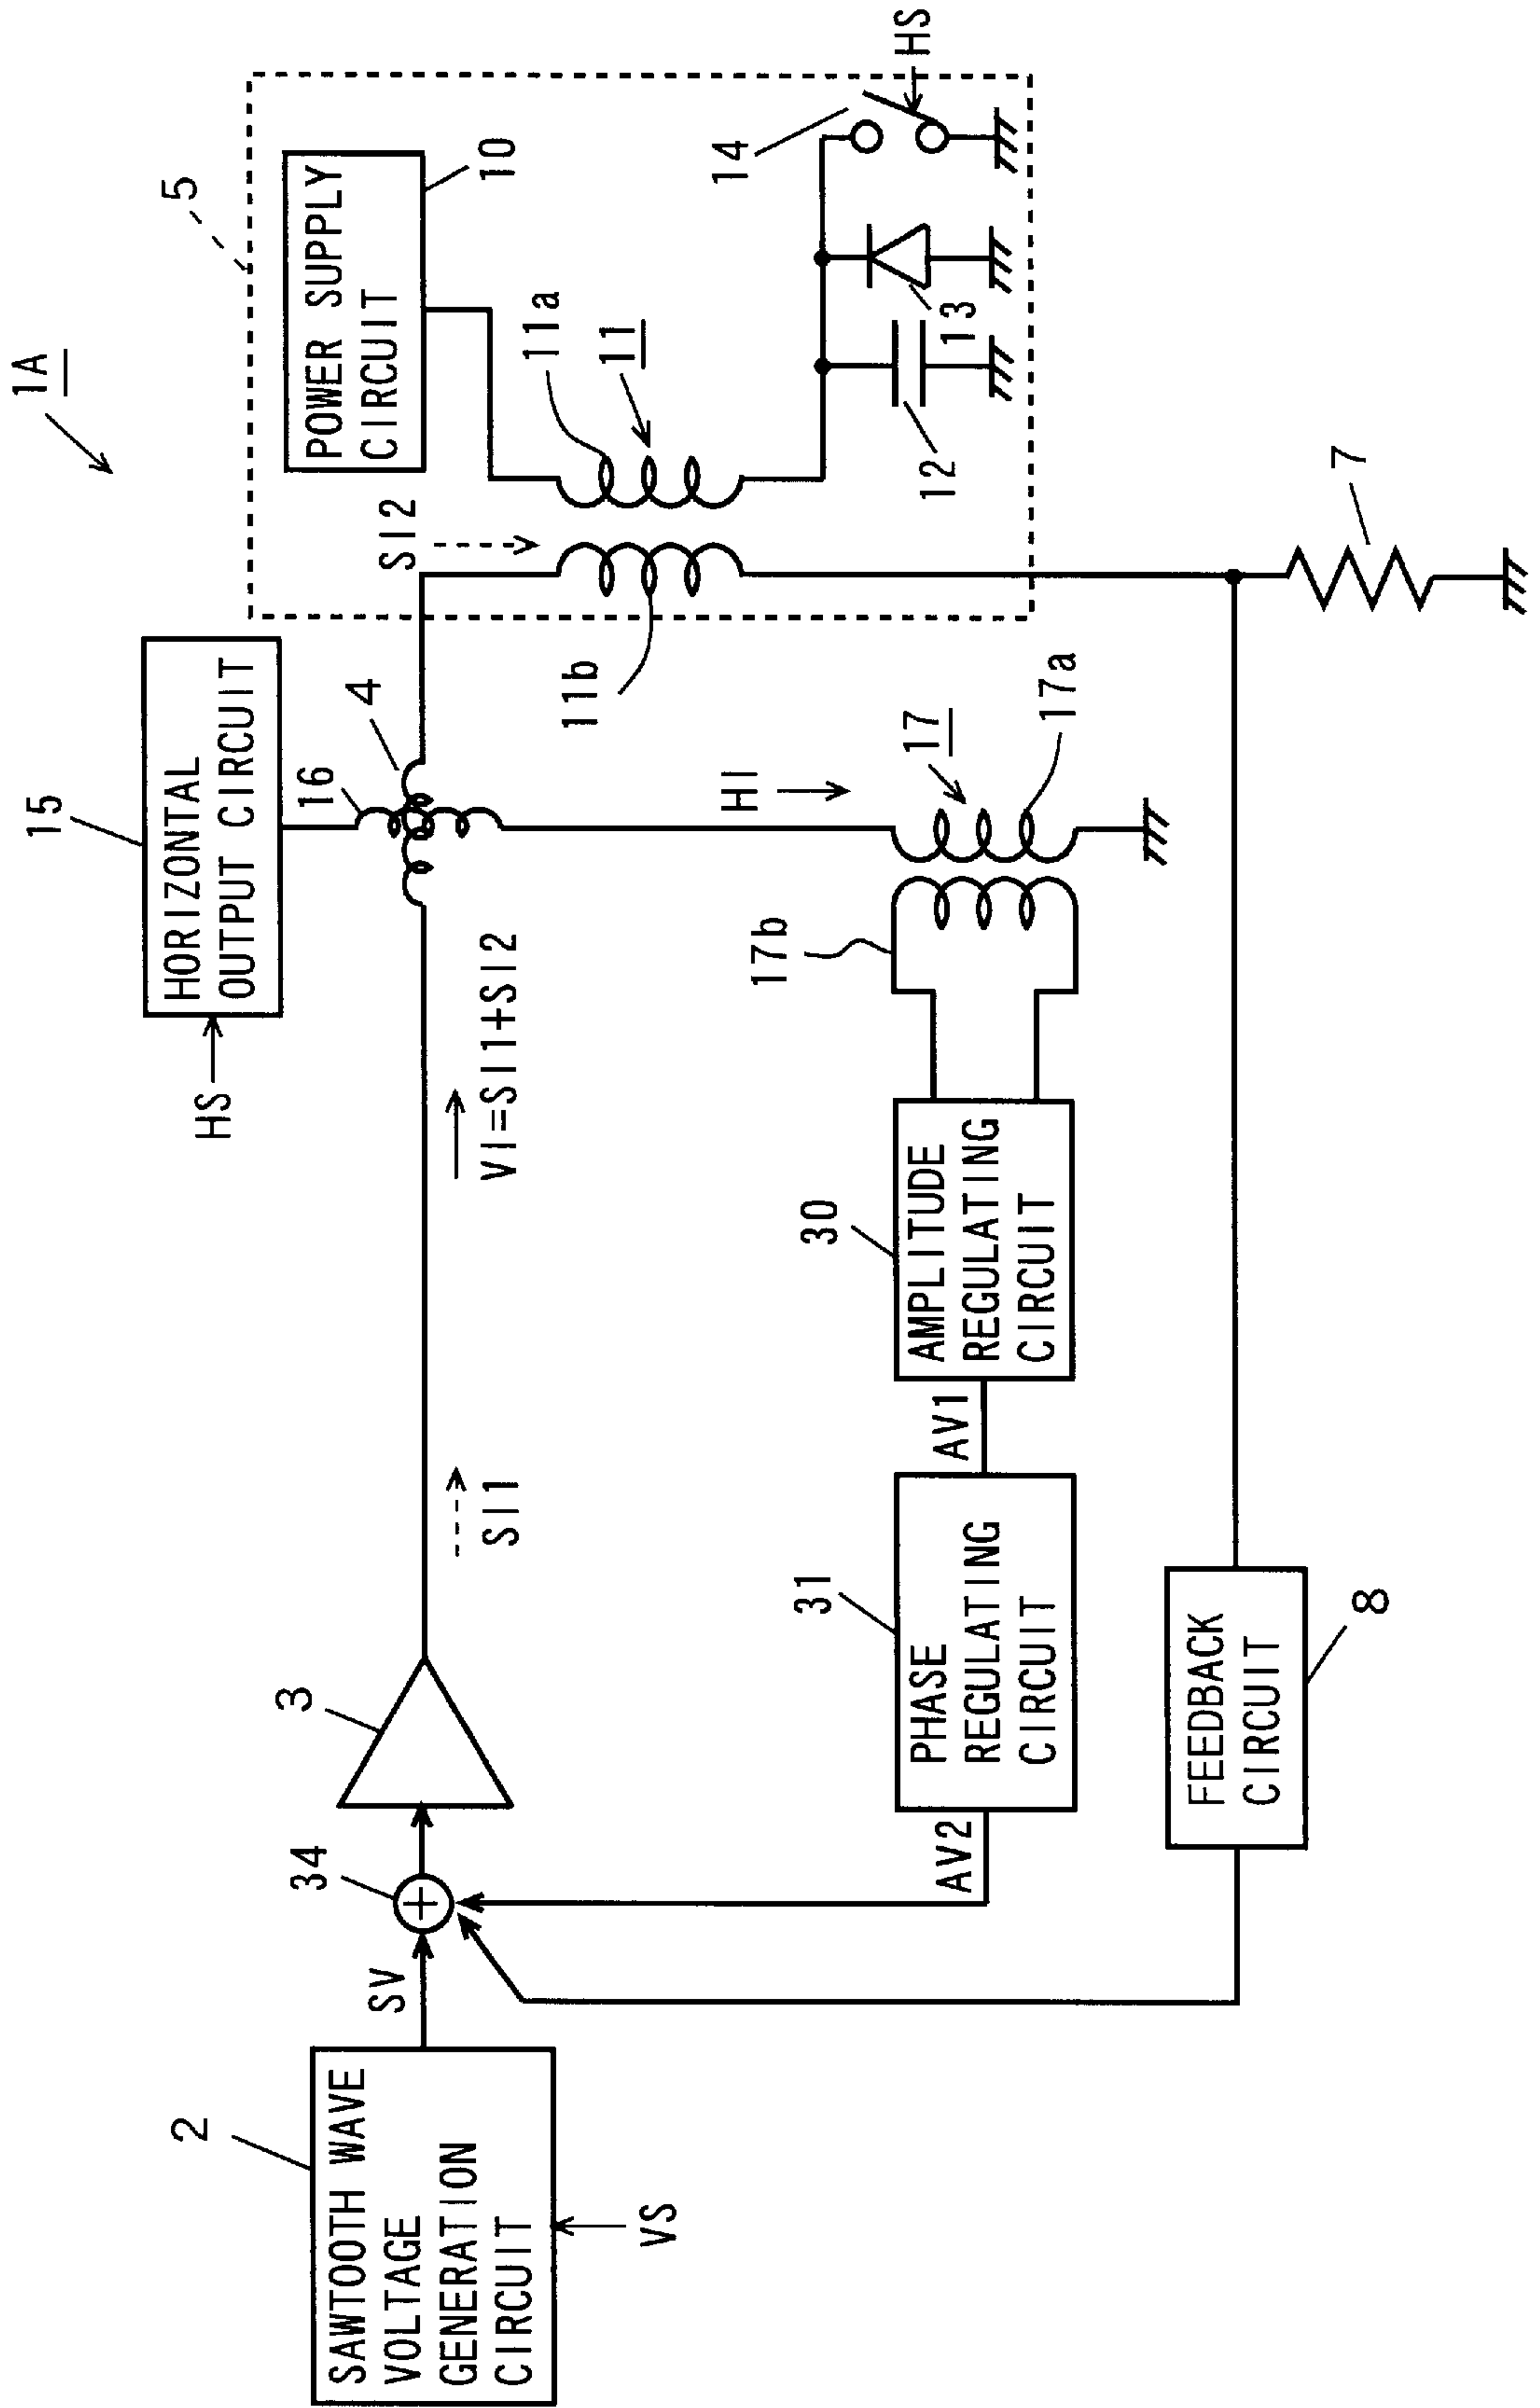 1A
5
POWER SUPPLY
CIRCUIT
10
HS
14
13
12
11a
11
SI2
11b
15
HORIZONTAL
OUTPUT CIRCUIT
HS
16
4
HI
17
17a
17b
7
VI=SI1+SI2
SI1
3
34
SV
2
SAWTOOTH WAVE
VOLTAGE
GENERATION
CIRCUIT
VS
30
AMPLITUDE
REGULATING
CIRCUIT
AV1
31
PHASE
REGULATING
CIRCUIT
AV2
FEEDBACK
CIRCUIT
8